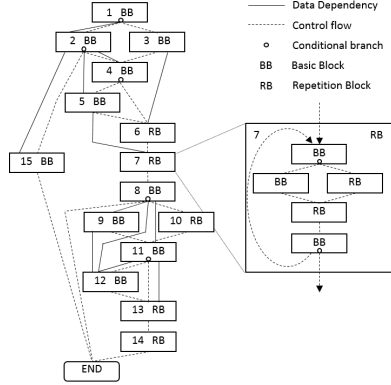 1 BB
2 BB
3 BB
4 BB
5 BB
6 RB
15 BB
7 RB
8 BB
9 BB
10 RB
11 BB
12 BB
13 RB
14 RB
END
Data Dependency
Control flow
Conditional branch
BB Basic Block
RB Repetition Block
7 RB
BB
BB RB
RB
BB